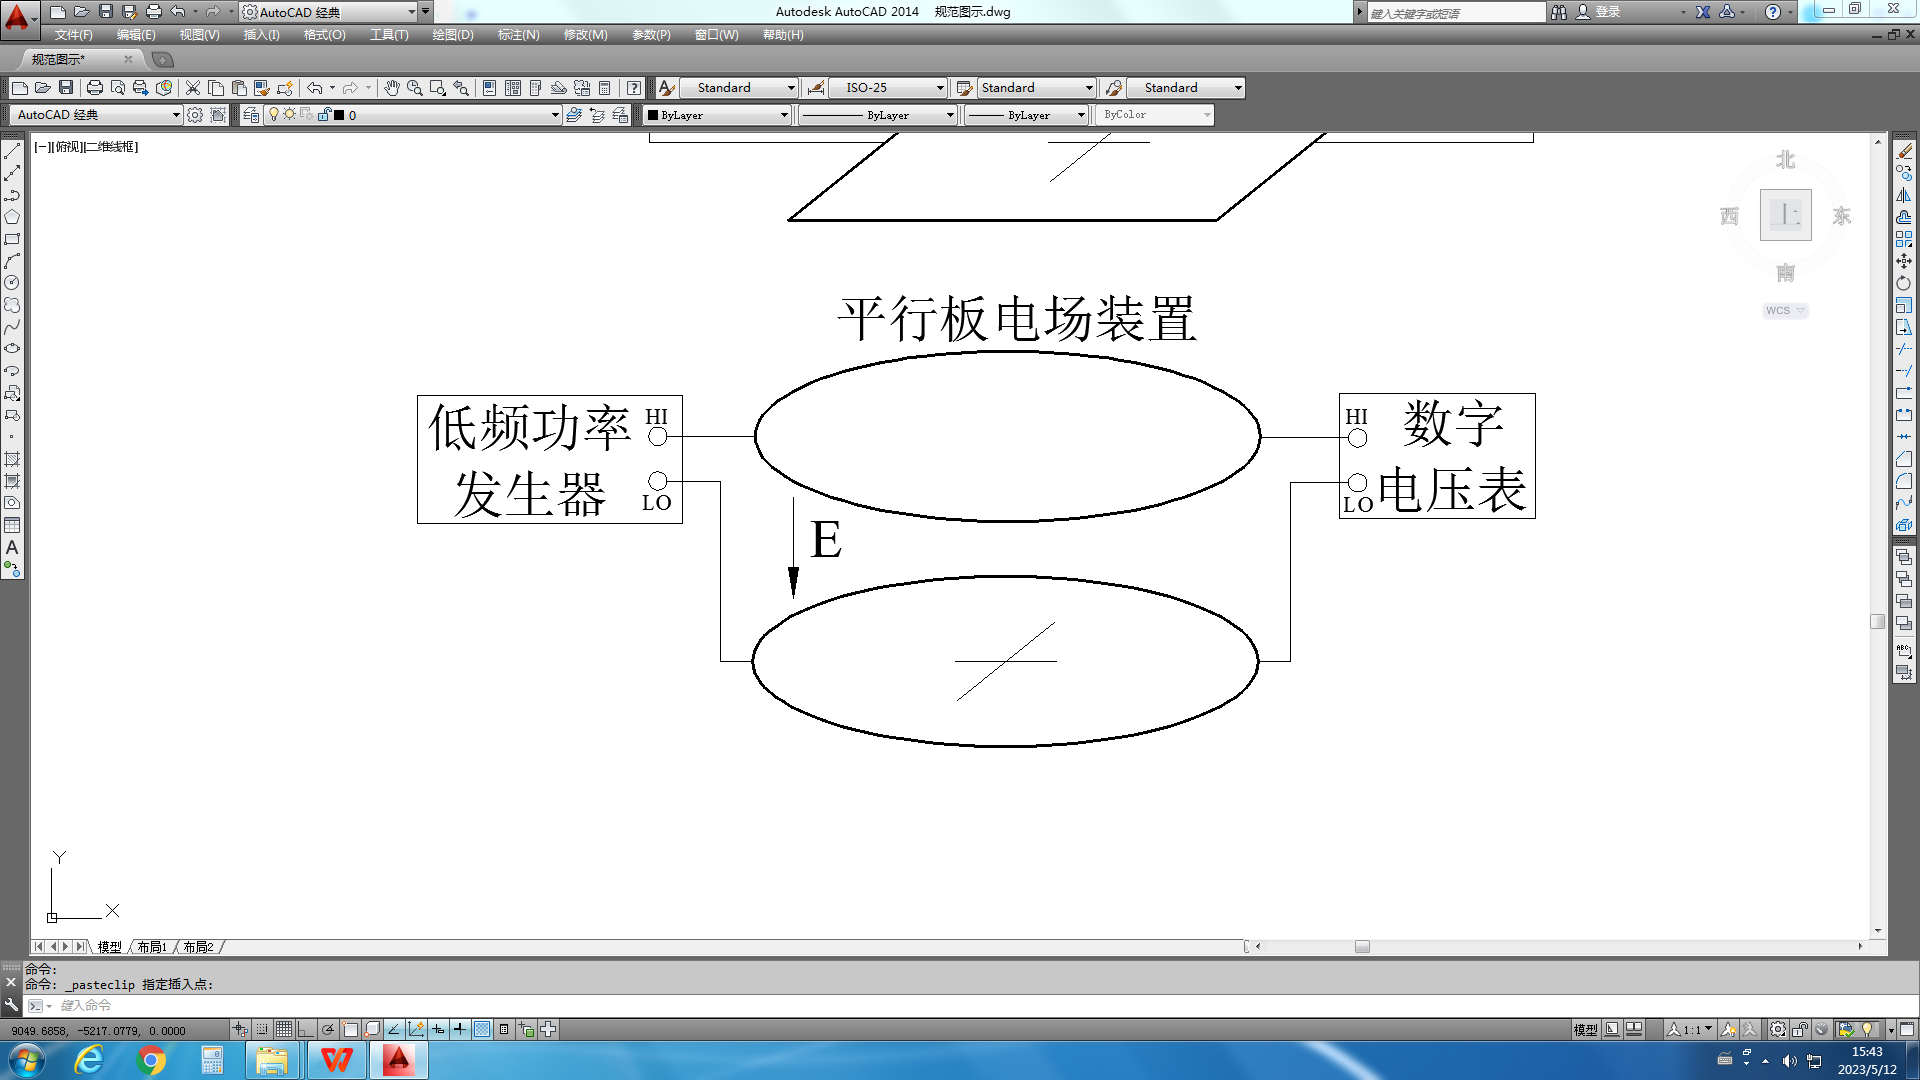 AutoCAD 经典
Autodesk AutoCAD 2014 规范图示.dwg
键入关键字或短语
登录
文件(F) 编辑(E) 视图(V) 插入(I) 格式(O) 工具(T) 绘图(D) 标注(N) 修改(M) 参数(P) 窗口(W) 帮助(H)
规范图示*
Standard ISO-25 Standard Standard
AutoCAD 经典 0 ByLayer ByLayer ByLayer ByColor
[−][俯视][二维线框]
北
西 上 东
南
WCS
平行板电场装置
低频功率 HI
发生器 LO
HI 数字
LO 电压表
E
Y
X
模型 布局1 布局2
命令:
命令: _pasteclip 指定插入点:
键入命令
9049.6858, -5217.0779, 0.0000
模型 1:1
15:43
2023/5/12